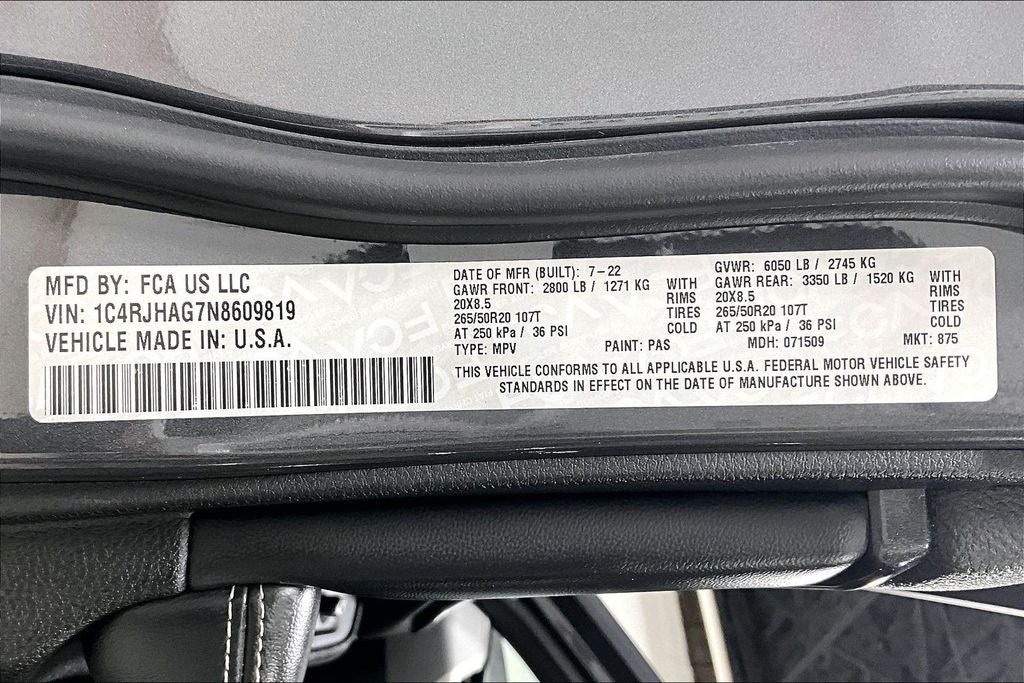 MFD BY: FCA US LLC
VIN: 1C4RJHAG7N8609819
VEHICLE MADE IN: U.S.A.
DATE OF MFR (BUILT): 7-22
GAWR FRONT: 2800 LB / 1271 KG WITH
20X8.5 RIMS
265/50R20 107T TIRES
AT 250 kPa / 36 PSI COLD
TYPE: MPV PAINT: PAS
GVWR: 6050 LB / 2745 KG
GAWR REAR: 3350 LB / 1520 KG WITH
20X8.5 RIMS
265/50R20 107T TIRES
AT 250 kPa / 36 PSI COLD
MDH: 071509 MKT: 875
THIS VEHICLE CONFORMS TO ALL APPLICABLE U.S.A. FEDERAL MOTOR VEHICLE SAFETY
STANDARDS IN EFFECT ON THE DATE OF MANUFACTURE SHOWN ABOVE.